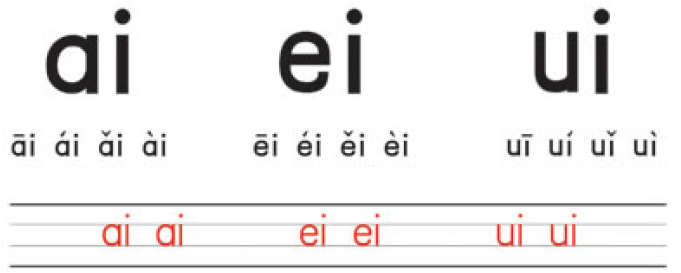 ai ei ui
āi ái ǎi ài ēi éi ěi èi uī uí uǐ uì
ai ai ei ei ui ui